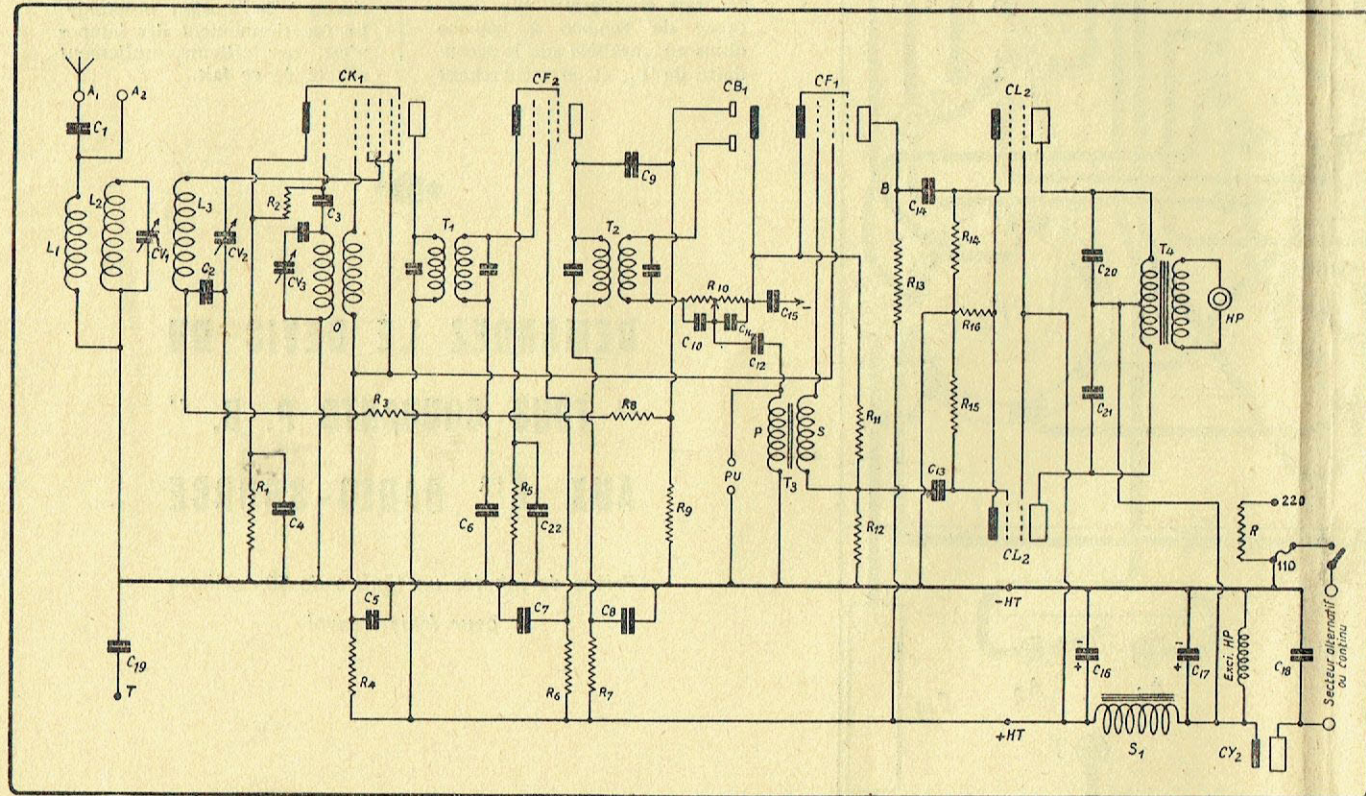 CK1
CF2
CB1
CF1
CL2
A1
A2
C1
L1
L2
CV1
L3
CV2
C2
R2
C3
CV3
O
T1
C9
T2
R10
C15
-
C10
C12
B
C14
R13
R14
R16
R15
C20
C21
T4
HP
R3
R8
P
S
T3
PU
R11
R12
C13
CL2
R1
C4
C6
R5
C22
R9
220
R
110
C5
C7
C8
-HT
C19
T
R4
R6
R7
+HT
-
+
C16
-
+
C17
Exci. HP
C18
S1
CY2
Secteur alternatif
ou continu